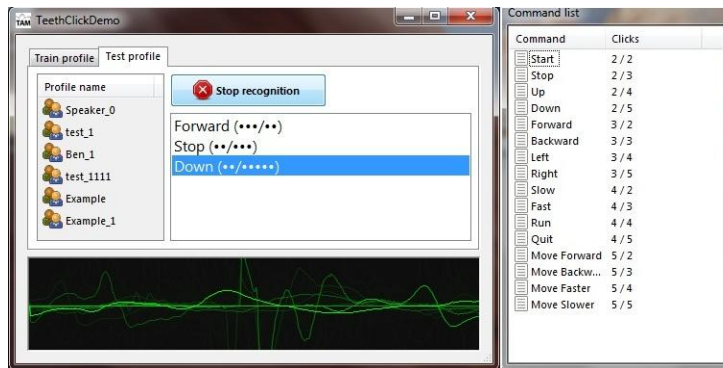 TAM TeethClickDemo
Train profile Test profile
Profile name
Speaker_0
test_1
Ben_1
test_1111
Example
Example_1
Stop recognition
Forward (•••/••)
Stop (••/•••)
Down (••/•••••)
Command list
Command Clicks
Start 2 / 2
Stop 2 / 3
Up 2 / 4
Down 2 / 5
Forward 3 / 2
Backward 3 / 3
Left 3 / 4
Right 3 / 5
Slow 4 / 2
Fast 4 / 3
Run 4 / 4
Quit 4 / 5
Move Forward 5 / 2
Move Backw... 5 / 3
Move Faster 5 / 4
Move Slower 5 / 5